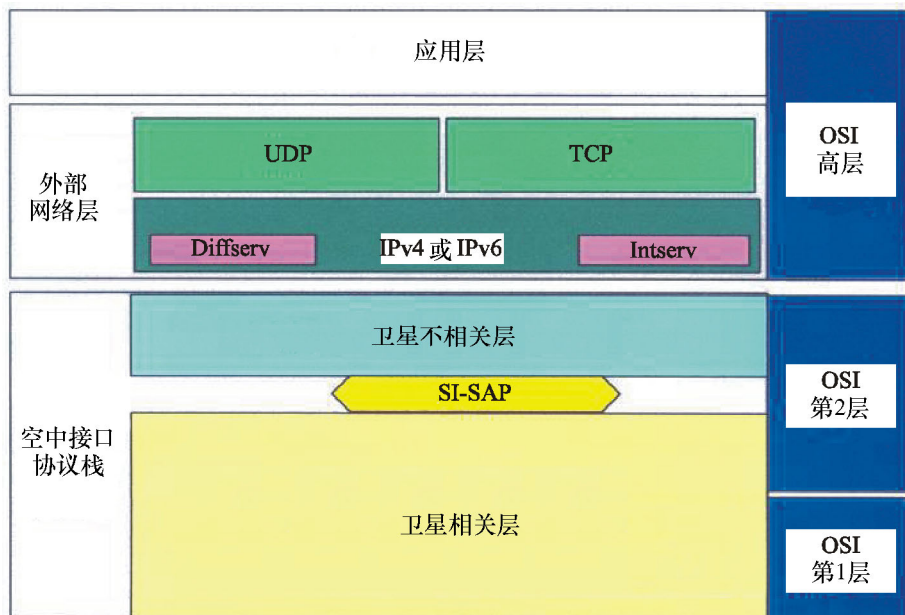 应用层
OSI
高层
外部
网络层
UDP
TCP
Diffserv
IPv4 或 IPv6
Intserv
卫星不相关层
SI-SAP
OSI
第2层
空中接口
协议栈
卫星相关层
OSI
第1层